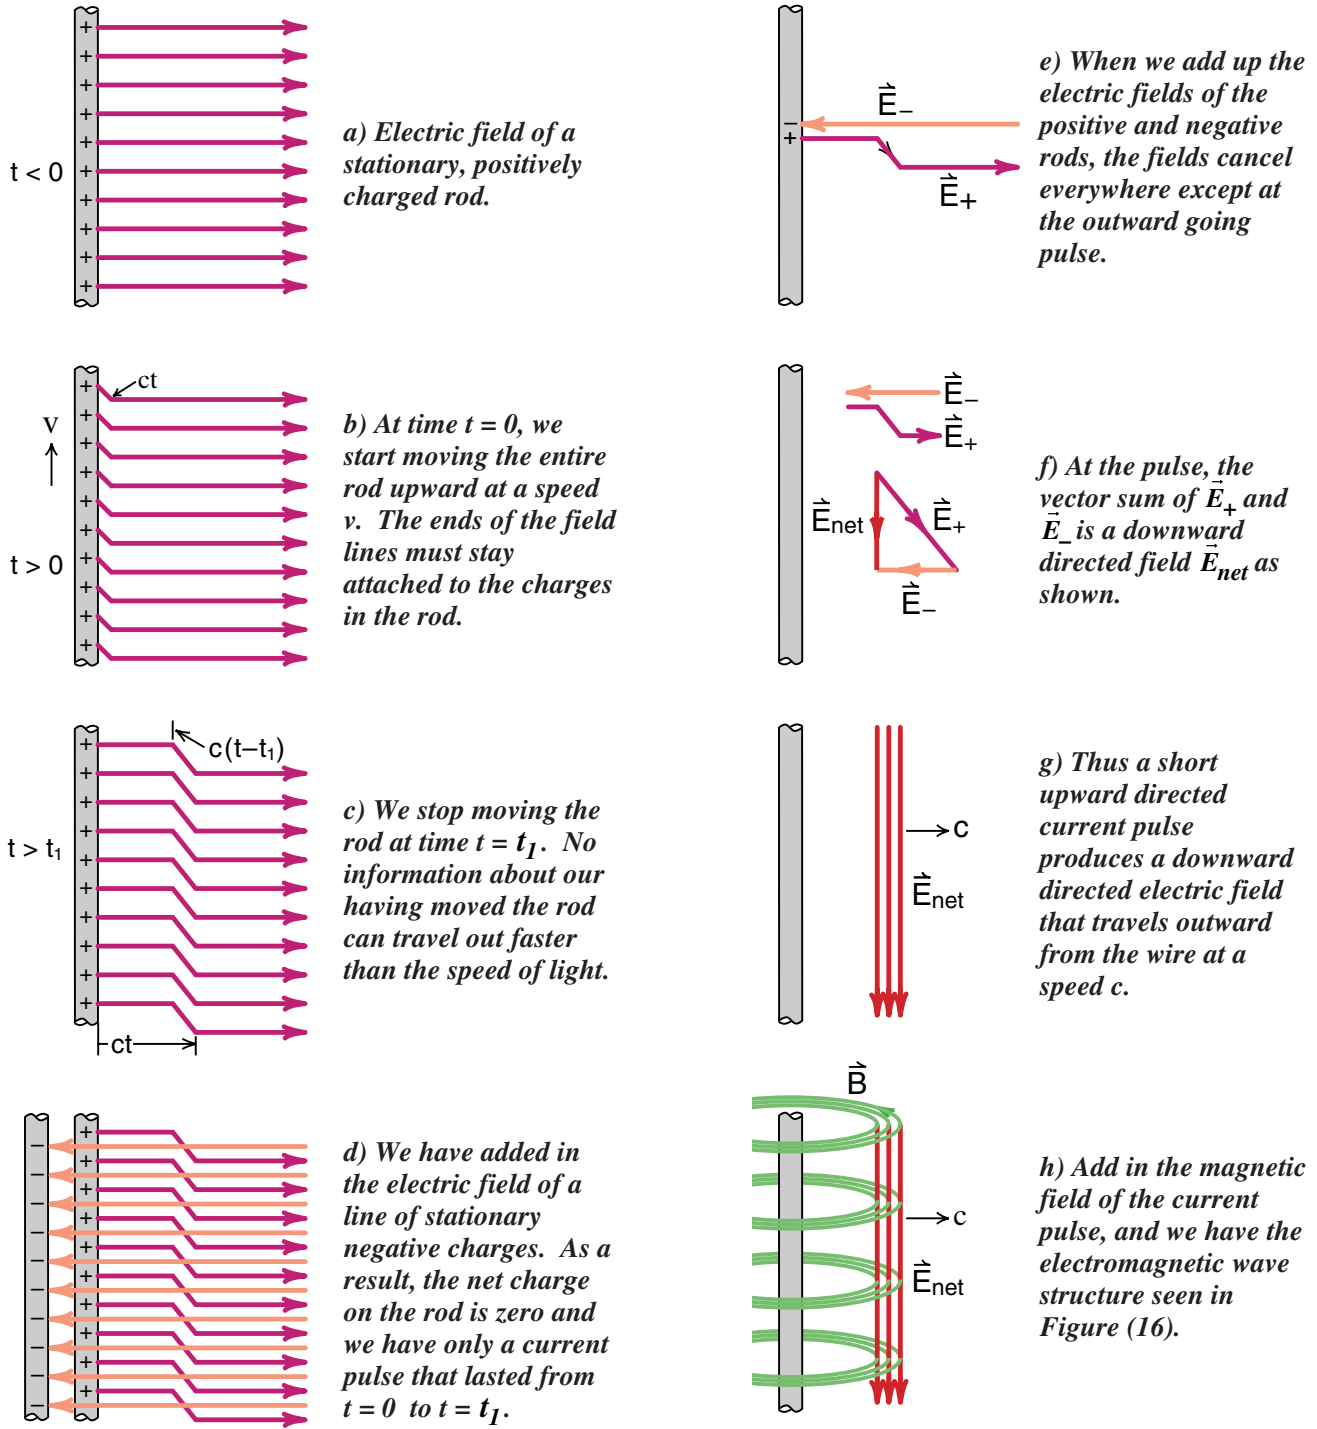 t < 0
a) Electric field of a
stationary, positively
charged rod.
ct
v
t > 0
b) At time t = 0, we
start moving the entire
rod upward at a speed
v. The ends of the field
lines must stay
attached to the charges
in the rod.
c(t–t₁)
t > t₁
ct
c) We stop moving the
rod at time t = t₁. No
information about our
having moved the rod
can travel out faster
than the speed of light.
d) We have added in
the electric field of a
line of stationary
negative charges. As a
result, the net charge
on the rod is zero and
we have only a current
pulse that lasted from
t = 0 to t = t₁.
E⃗–
E⃗+
e) When we add up the
electric fields of the
positive and negative
rods, the fields cancel
everywhere except at
the outward going
pulse.
E⃗–
E⃗+
E⃗net
E⃗+
E⃗–
f) At the pulse, the
vector sum of E⃗+ and
E⃗– is a downward
directed field E⃗net as
shown.
c
E⃗net
g) Thus a short
upward directed
current pulse
produces a downward
directed electric field
that travels outward
from the wire at a
speed c.
B⃗
c
E⃗net
h) Add in the magnetic
field of the current
pulse, and we have the
electromagnetic wave
structure seen in
Figure (16).